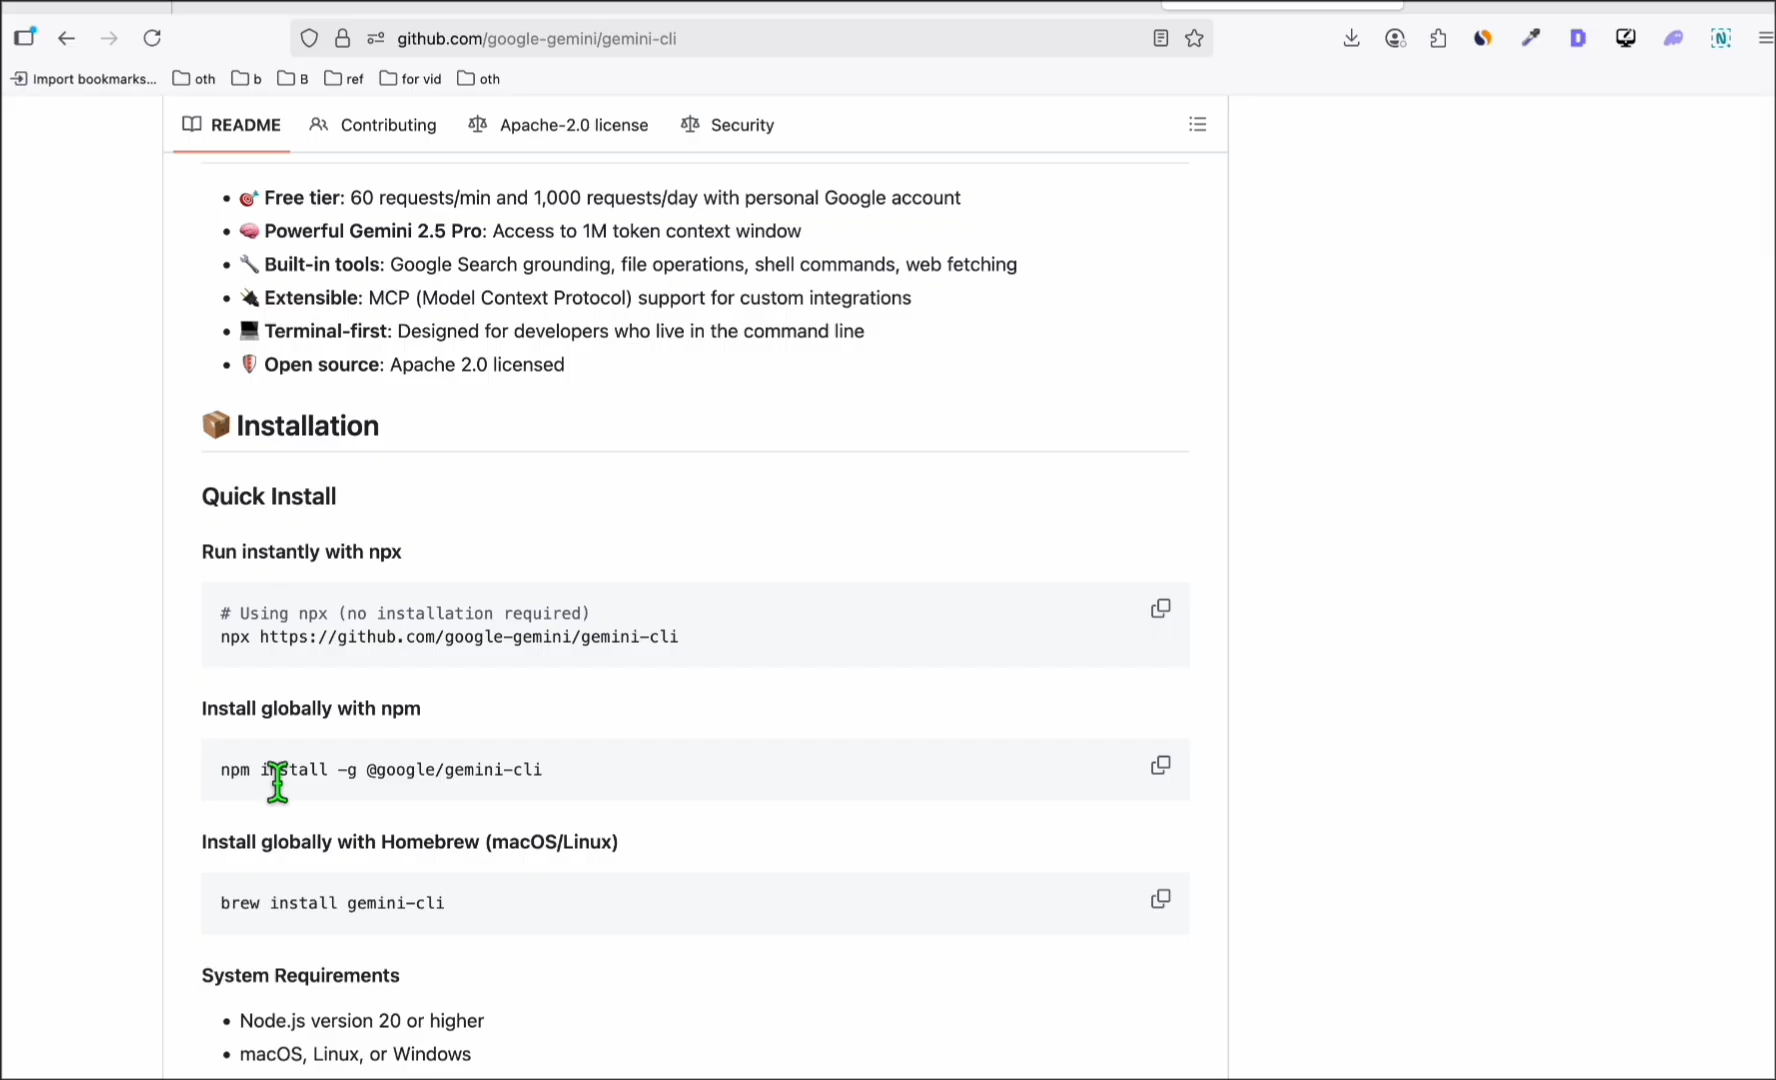 github.com/google-gemini/gemini-cli
Import bookmarks...
oth
b
B
ref
for vid
oth
README
Contributing
Apache-2.0 license
Security
Free tier: 60 requests/min and 1,000 requests/day with personal Google account
Powerful Gemini 2.5 Pro: Access to 1M token context window
Built-in tools: Google Search grounding, file operations, shell commands, web fetching
Extensible: MCP (Model Context Protocol) support for custom integrations
Terminal-first: Designed for developers who live in the command line
Open source: Apache 2.0 licensed
Installation
Quick Install
Run instantly with npx
# Using npx (no installation required)
npx https://github.com/google-gemini/gemini-cli
Install globally with npm
npm install -g @google/gemini-cli
Install globally with Homebrew (macOS/Linux)
brew install gemini-cli
System Requirements
Node.js version 20 or higher
macOS, Linux, or Windows